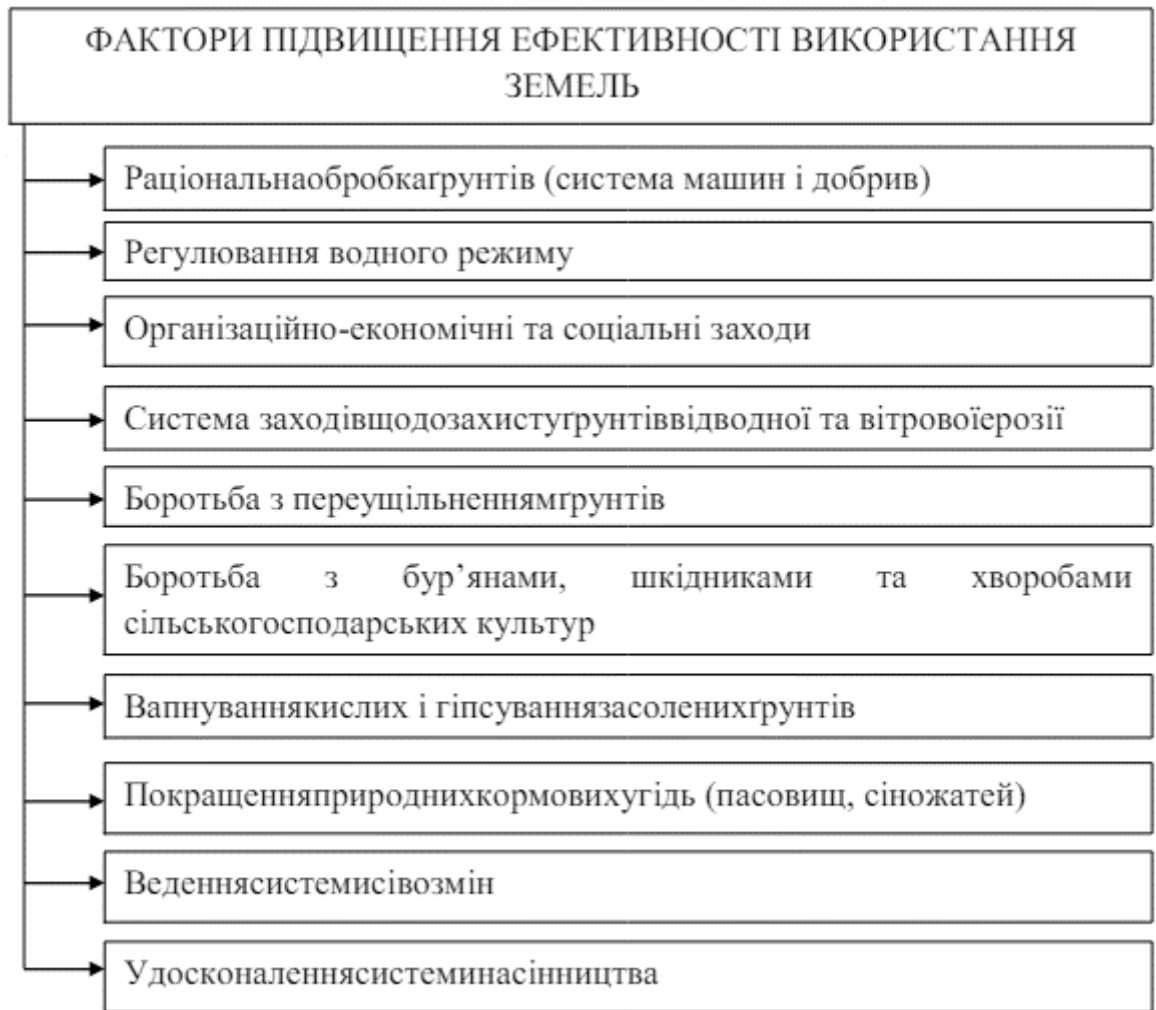 ФАКТОРИ ПІДВИЩЕННЯ ЕФЕКТИВНОСТІ ВИКОРИСТАННЯ
ЗЕМЕЛЬ
Раціональнаобробкаґрунтів (система машин і добрив)
Регулювання водного режиму
Організаційно-економічні та соціальні заходи
Система заходівщодозахистуґрунтіввідводної та вітровоїерозії
Боротьба з переущільненнямґрунтів
Боротьба з бур’янами, шкідниками та хворобами
сільськогосподарських культур
Вапнуваннякислих і гіпсуваннязасоленихґрунтів
Покращенняприроднихкормовихугідь (пасовищ, сіножатей)
Веденнясистемисівозмін
Удосконаленнясистеминасінництва